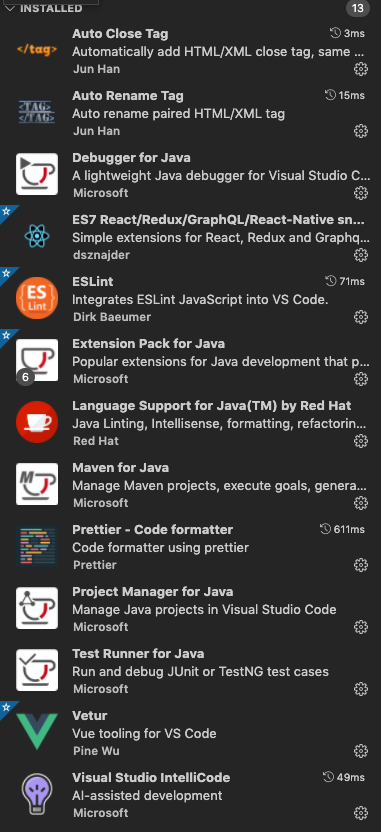 INSTALLED 13
</tag>
Auto Close Tag 3ms
Automatically add HTML/XML close tag, same ...
Jun Han
<TAG>
</TAG>
Auto Rename Tag 15ms
Auto rename paired HTML/XML tag
Jun Han
Debugger for Java
A lightweight Java debugger for Visual Studio C...
Microsoft
ES7 React/Redux/GraphQL/React-Native sn...
Simple extensions for React, Redux and Graphq...
dsznajder
ES
Lint
ESLint 71ms
Integrates ESLint JavaScript into VS Code.
Dirk Baeumer
6
Extension Pack for Java
Popular extensions for Java development that p...
Microsoft
Language Support for Java(TM) by Red Hat
Java Linting, Intellisense, formatting, refactorin...
Red Hat
M
Maven for Java
Manage Maven projects, execute goals, genera...
Microsoft
Prettier - Code formatter 611ms
Code formatter using prettier
Prettier
Project Manager for Java
Manage Java projects in Visual Studio Code
Microsoft
Test Runner for Java
Run and debug JUnit or TestNG test cases
Microsoft
Vetur
Vue tooling for VS Code
Pine Wu
Visual Studio IntelliCode 49ms
AI-assisted development
Microsoft